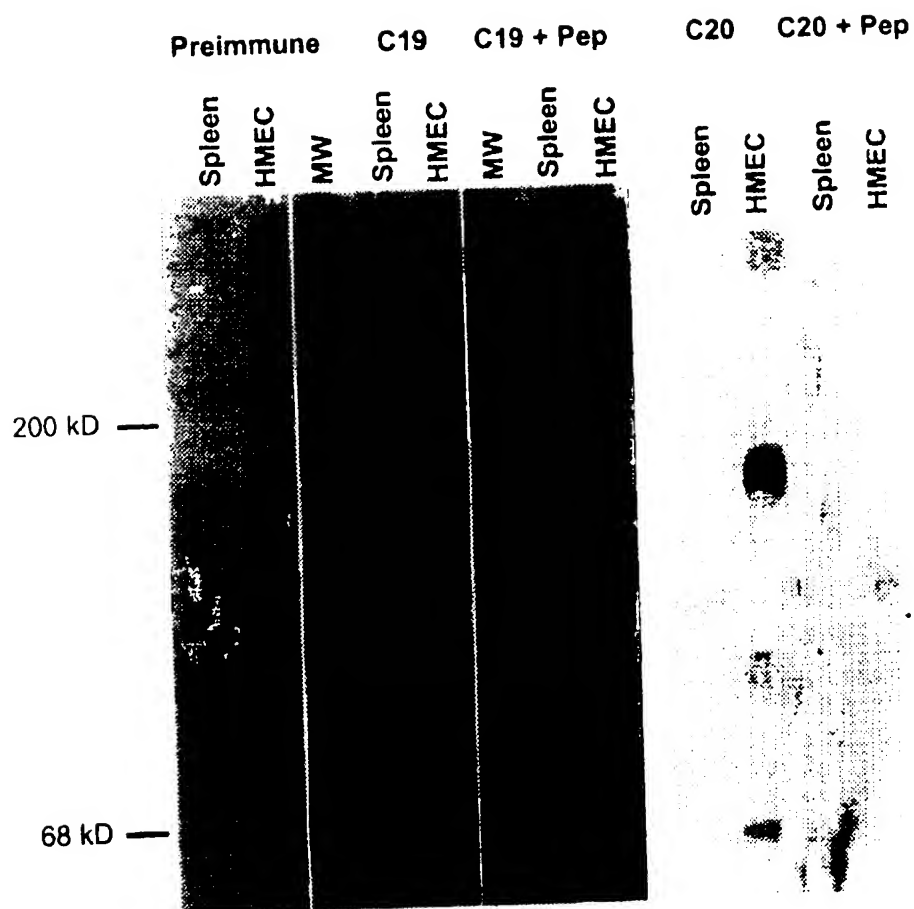 Preimmune C19 C19 + Pep C20 C20 + Pep
Spleen HMEC MW Spleen HMEC MW Spleen HMEC Spleen HMEC Spleen HMEC
200 kD
68 kD